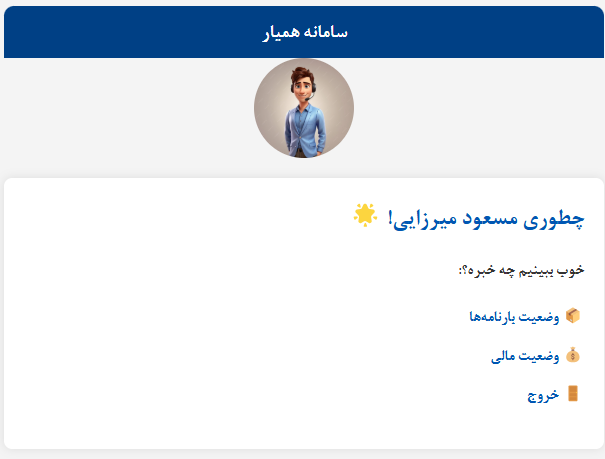 سامانه همیار
چطوری مسعود میرزایی! 🌟
خوب ببینیم چه خبره؟:
📦 وضعیت بارنامه‌ها
💰 وضعیت مالی
🚪 خروج